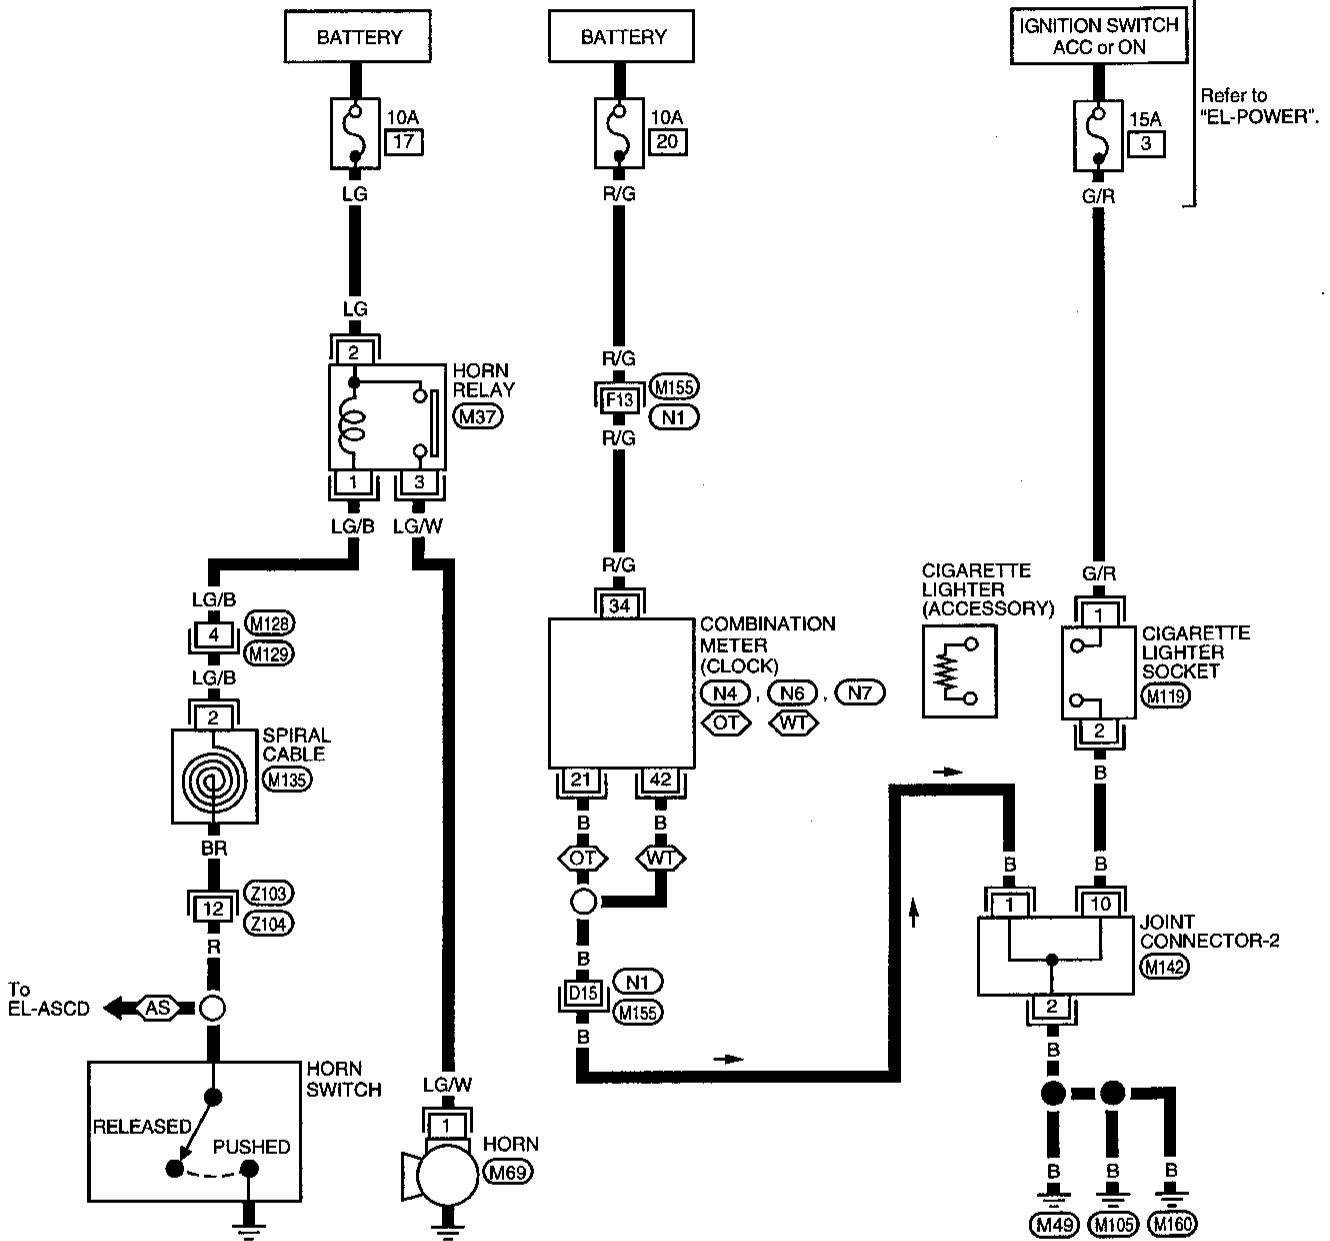 BATTERY
BATTERY
IGNITION SWITCH
ACC or ON
Refer to
"EL-POWER".
10A
17
10A
20
15A
3
LG
R/G
G/R
LG
2
HORN
RELAY
M37
1
3
LG/B
LG/W
R/G
F13
M155
N1
R/G
R/G
34
COMBINATION
METER
(CLOCK)
N4 , N6 , N7
OT
WT
21
42
B
B
OT
WT
B
D15
N1
M155
B
CIGARETTE
LIGHTER
(ACCESSORY)
G/R
1
CIGARETTE
LIGHTER
SOCKET
M119
2
B
B
B
1
10
JOINT
CONNECTOR-2
M142
2
B
B
B
B
M49
M105
M160
LG/B
4
M128
M129
LG/B
2
SPIRAL
CABLE
M135
BR
12
Z103
Z104
R
To
EL-ASCD
AS
HORN
SWITCH
RELEASED
PUSHED
LG/W
1
HORN
M69